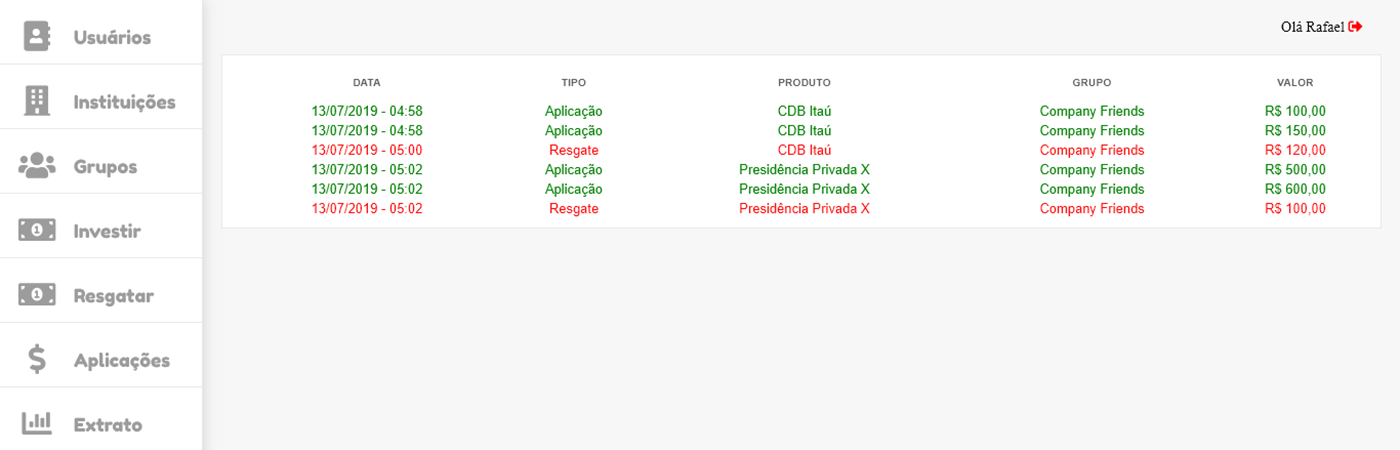 Usuários
Instituições
Grupos
Investir
Resgatar
Aplicações
Extrato
Olá Rafael
DATA TIPO PRODUTO GRUPO VALOR
13/07/2019 - 04:58 Aplicação CDB Itaú Company Friends R$ 100,00
13/07/2019 - 04:58 Aplicação CDB Itaú Company Friends R$ 150,00
13/07/2019 - 05:00 Resgate CDB Itaú Company Friends R$ 120,00
13/07/2019 - 05:02 Aplicação Presidência Privada X Company Friends R$ 500,00
13/07/2019 - 05:02 Aplicação Presidência Privada X Company Friends R$ 600,00
13/07/2019 - 05:02 Resgate Presidência Privada X Company Friends R$ 100,00